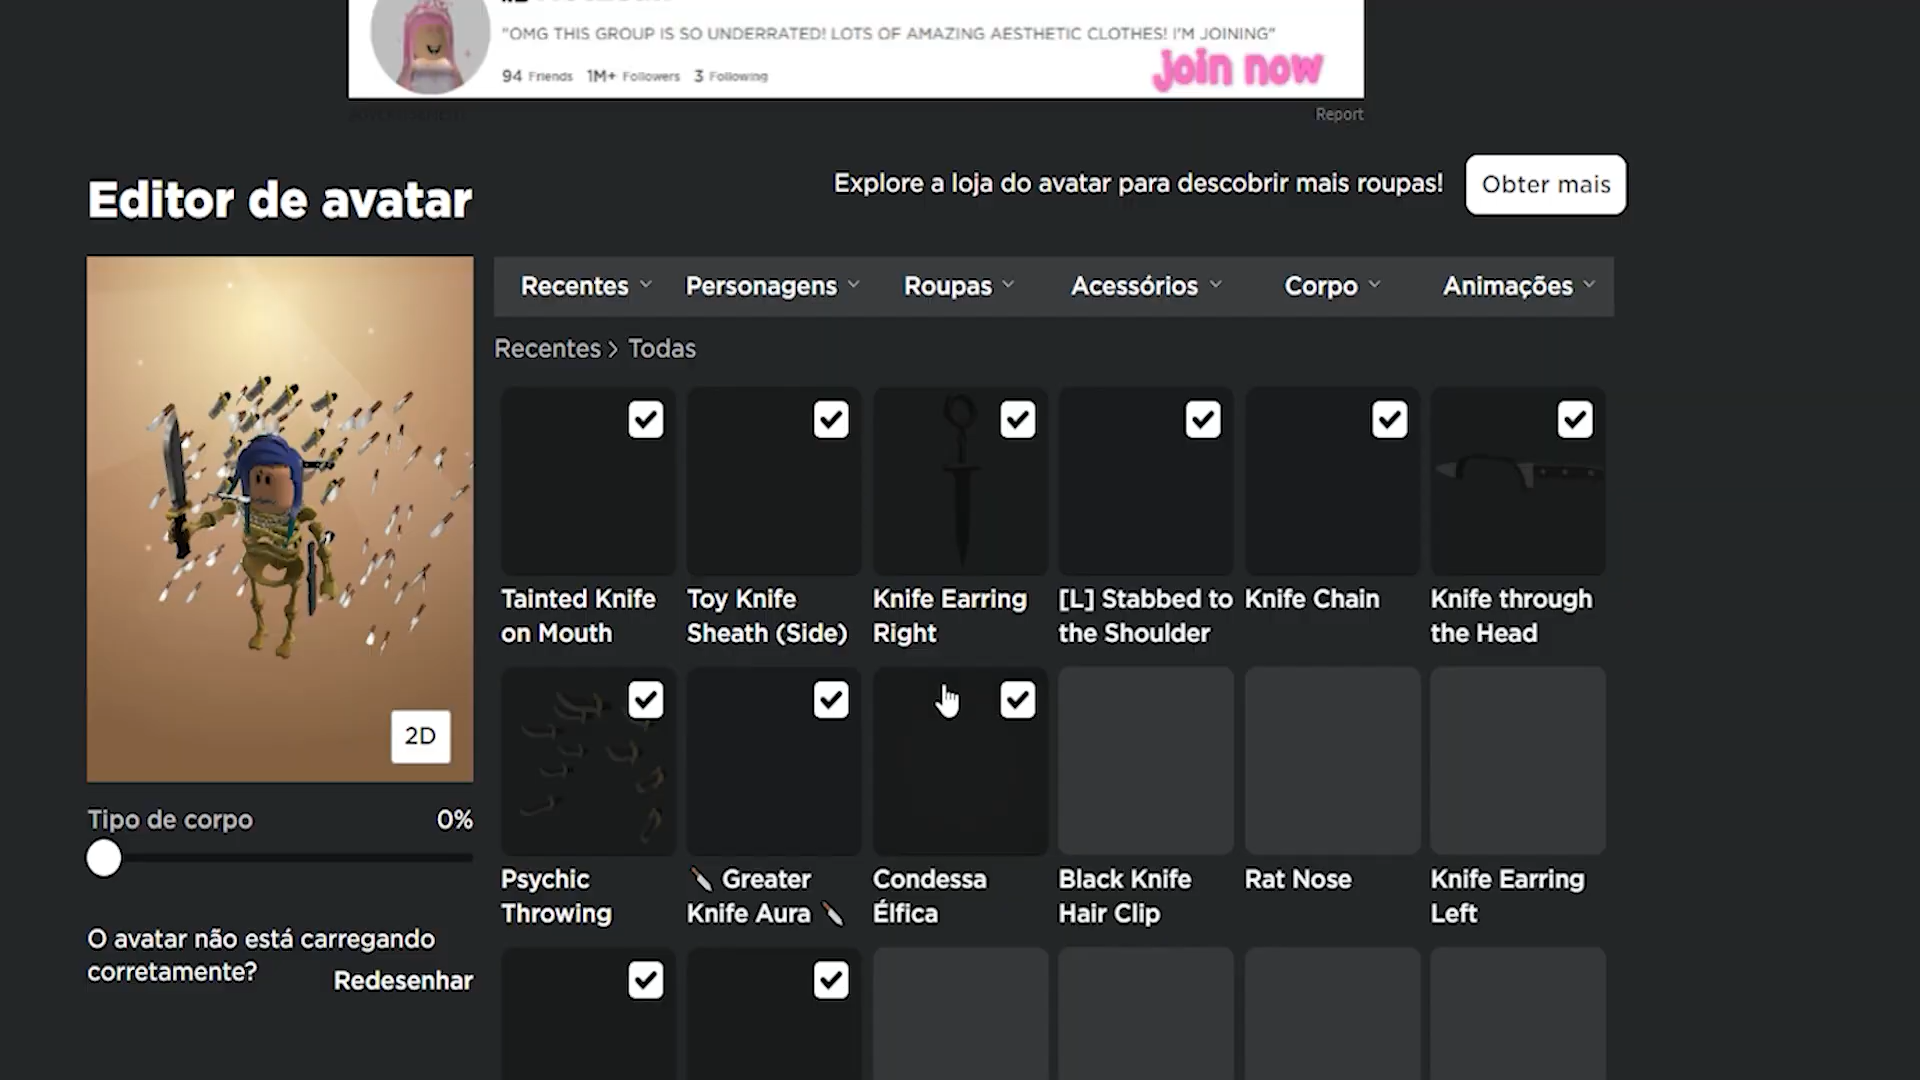 "OMG THIS GROUP IS SO UNDERRATED! LOTS OF AMAZING AESTHETIC CLOTHES! I'M JOINING"
94 Friends 1M+ Followers 3 Following
join now
Report
Editor de avatar
Explore a loja do avatar para descobrir mais roupas!
Obter mais
Recentes Personagens Roupas Acessórios Corpo Animações
Recentes > Todas
Tainted Knife
on Mouth
Toy Knife
Sheath (Side)
Knife Earring
Right
[L] Stabbed to
the Shoulder
Knife Chain
Knife through
the Head
2D
Psychic
Throwing
🔪 Greater
Knife Aura 🔪
Condessa
Élfica
Black Knife
Hair Clip
Rat Nose
Knife Earring
Left
Tipo de corpo 0%
O avatar não está carregando
corretamente?
Redesenhar